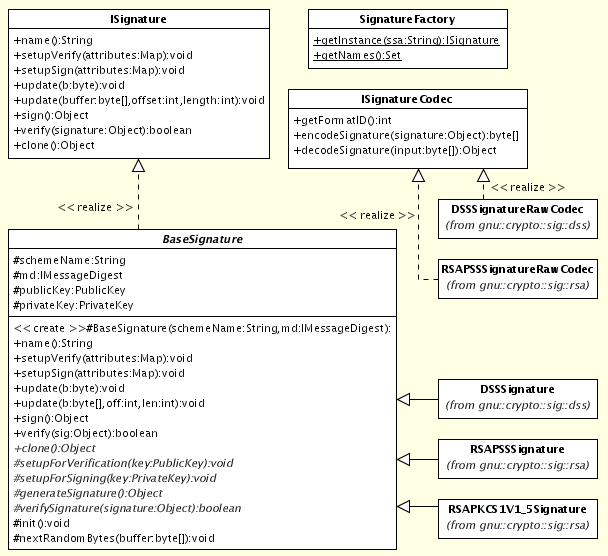 ISignature
+name():String
+setupVerify(attributes:Map):void
+setupSign(attributes:Map):void
+update(b:byte):void
+update(buffer:byte[],offset:int,length:int):void
+sign():Object
+verify(signature:Object):boolean
+clone():Object
SignatureFactory
+getInstance(ssa:String):ISignature
+getNames():Set
ISignatureCodec
+getFormatID():int
+encodeSignature(signature:Object):byte[]
+decodeSignature(input:byte[]):Object
<< realize >>
<< realize >>
<< realize >>
DSSSignatureRawCodec
(from gnu::crypto::sig::dss)
RSAPSSSignatureRawCodec
(from gnu::crypto::sig::rsa)
BaseSignature
#schemeName:String
#md:IMessageDigest
#publicKey:PublicKey
#privateKey:PrivateKey
<< create >>#BaseSignature(schemeName:String,md:IMessageDigest):
+name():String
+setupVerify(attributes:Map):void
+setupSign(attributes:Map):void
+update(b:byte):void
+update(b:byte[],off:int,len:int):void
+sign():Object
+verify(sig:Object):boolean
+clone():Object
#setupForVerification(key:PublicKey):void
#setupForSigning(key:PrivateKey):void
#generateSignature():Object
#verifySignature(signature:Object):boolean
#init():void
#nextRandomBytes(buffer:byte[]):void
DSSSignature
(from gnu::crypto::sig::dss)
RSAPSSSignature
(from gnu::crypto::sig::rsa)
RSAPKCS1V1_5Signature
(from gnu::crypto::sig::rsa)